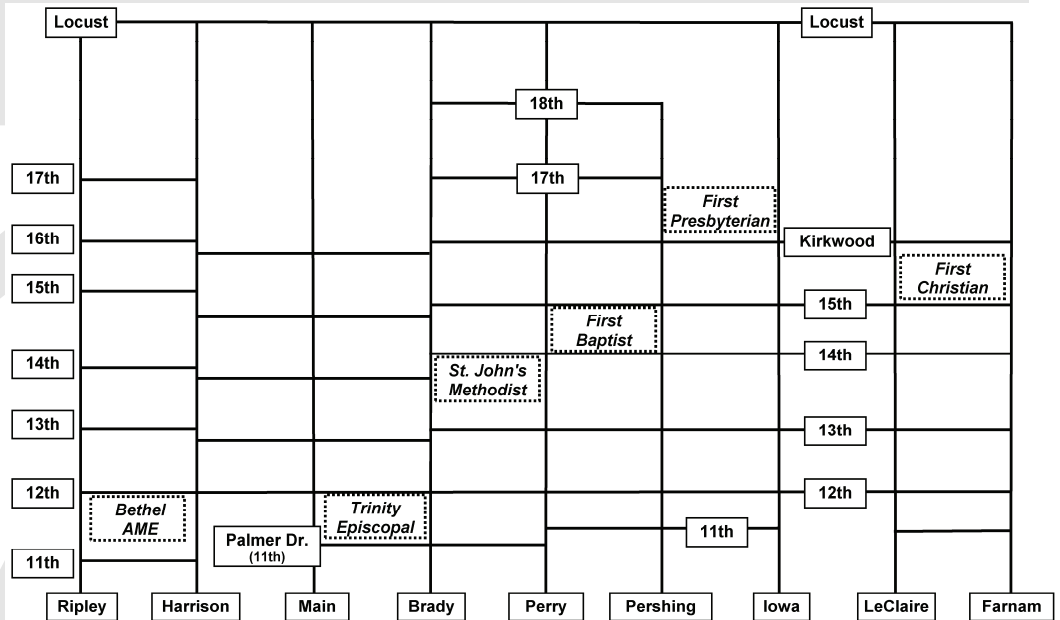 Locust
Locust
18th
17th
17th
First
Presbyterian
16th
Kirkwood
First
Christian
15th
15th
First
Baptist
14th
14th
St. John's
Methodist
13th
13th
12th
12th
Bethel
AME
Trinity
Episcopal
11th
Palmer Dr.
(11th)
11th
Ripley
Harrison
Main
Brady
Perry
Pershing
Iowa
LeClaire
Farnam